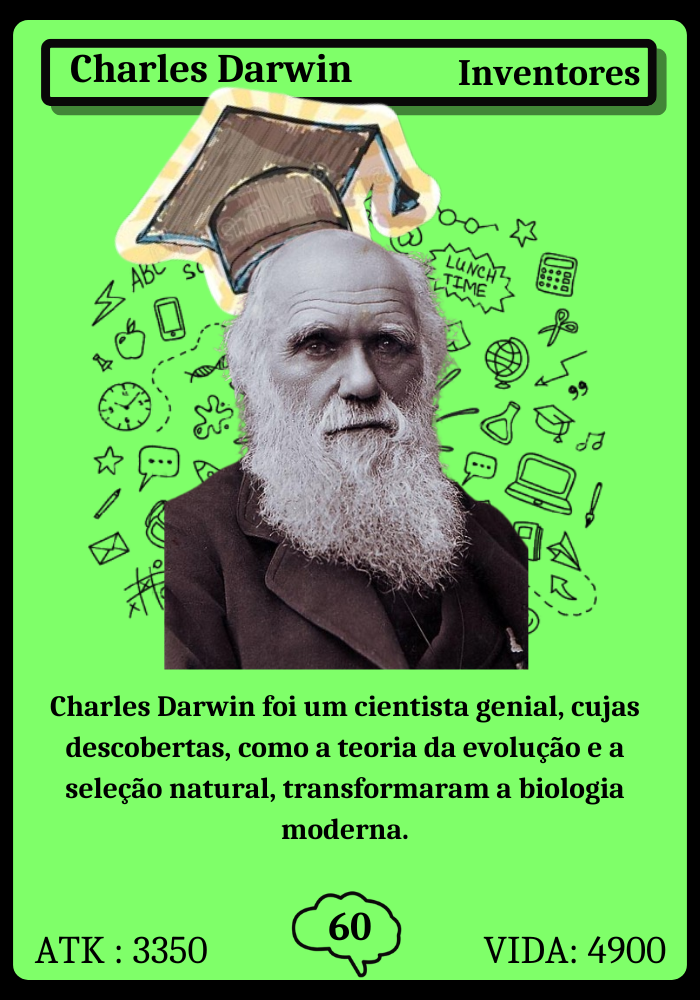 Charles Darwin
Inventores
ABC
LUNCH
TIME
Charles Darwin foi um cientista genial, cujas
descobertas, como a teoria da evolução e a
seleção natural, transformaram a biologia
moderna.
60
ATK : 3350
VIDA: 4900